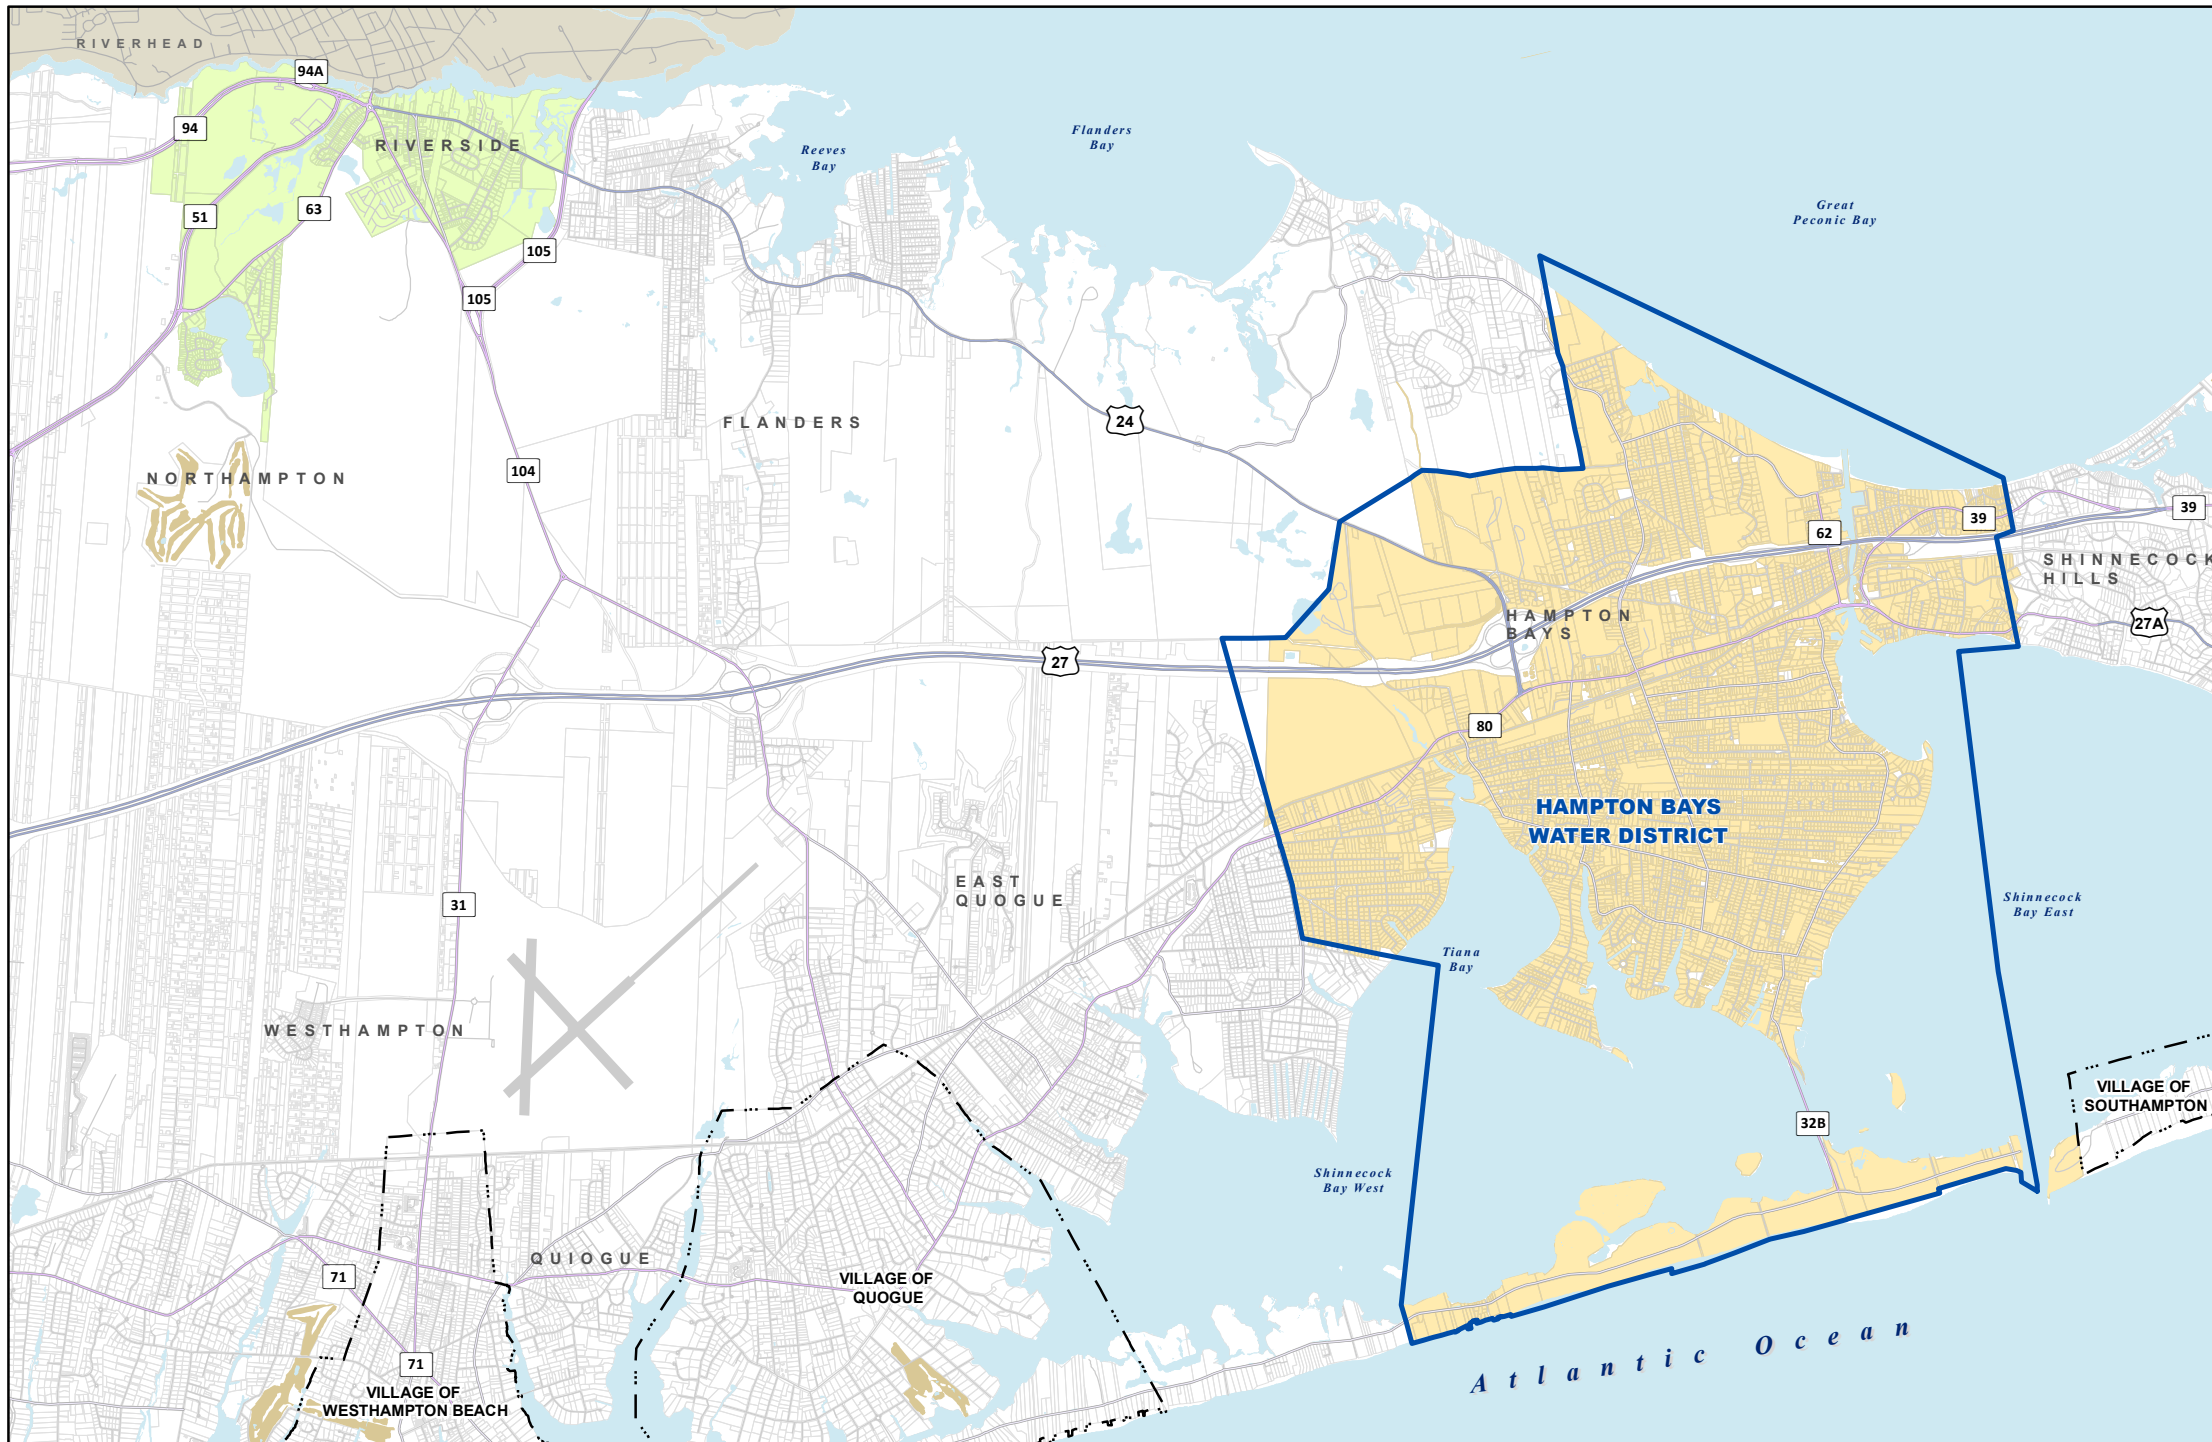 RIVERHEAD
94A
94
RIVERSIDE
Reeves
Bay
Flanders
Bay
Great
Peconic Bay
51
63
105
105
24
FLANDERS
NORTHAMPTON
104
39
39
62
SHINNECOCK
HILLS
HAMPTON
BAYS
27A
27
80
HAMPTON BAYS
WATER DISTRICT
EAST
QUOGUE
31
Shinnecock
Bay East
Tiana
Bay
WESTHAMPTON
VILLAGE OF
SOUTHAMPTON
32B
Shinnecock
Bay West
QUIOGUE
71
VILLAGE OF
QUOGUE
Atlantic Ocean
71
VILLAGE OF
WESTHAMPTON BEACH